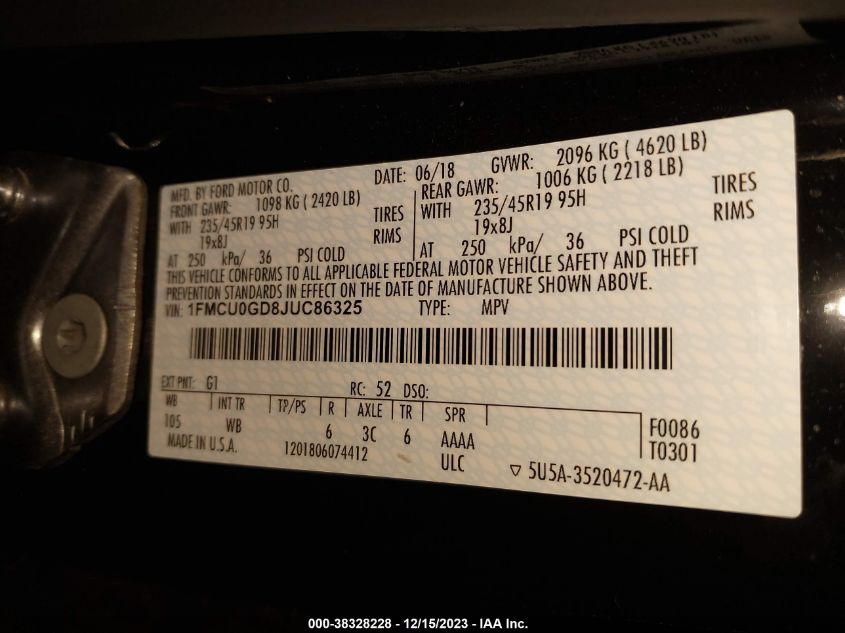 MFD. BY FORD MOTOR CO.
DATE: 06/18 GVWR: 2096 KG ( 4620 LB)
FRONT GAWR: 1098 KG ( 2420 LB)
WITH 235/45R19 95H TIRES
19x8J RIMS
AT 250 kPa/ 36 PSI COLD
REAR GAWR: 1006 KG ( 2218 LB)
WITH 235/45R19 95H TIRES
19x8J RIMS
AT 250 kPa/ 36 PSI COLD
THIS VEHICLE CONFORMS TO ALL APPLICABLE FEDERAL MOTOR VEHICLE SAFETY AND THEFT
PREVENTION STANDARDS IN EFFECT ON THE DATE OF MANUFACTURE SHOWN ABOVE.
VIN: 1FMCU0GD8JUC86325 TYPE: MPV
EXT PNT: G1 RC: 52 DSO:
WB INT TR TP/PS R AXLE TR SPR
105 WB 6 3C 6 AAAA F0086
MADE IN U.S.A. 1201806074412 ULC T0301
▽ 5U5A-3520472-AA
000-38328228 - 12/15/2023 - IAA Inc.